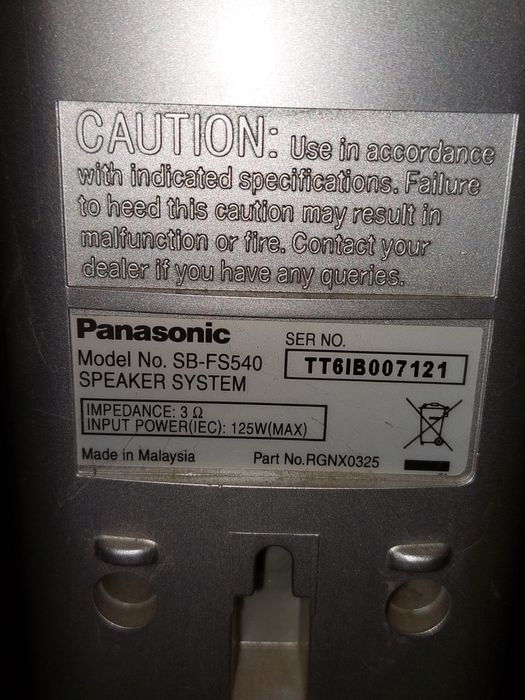 CAUTION: Use in accordance
with indicated specifications. Failure
to heed this caution may result in
malfunction or fire. Contact your
dealer if you have any queries.
Panasonic
Model No. SB-FS540
SPEAKER SYSTEM
SER NO.
TT6IB007121
IMPEDANCE: 3 Ω
INPUT POWER(IEC): 125W(MAX)
Made in Malaysia
Part No.RGNX0325